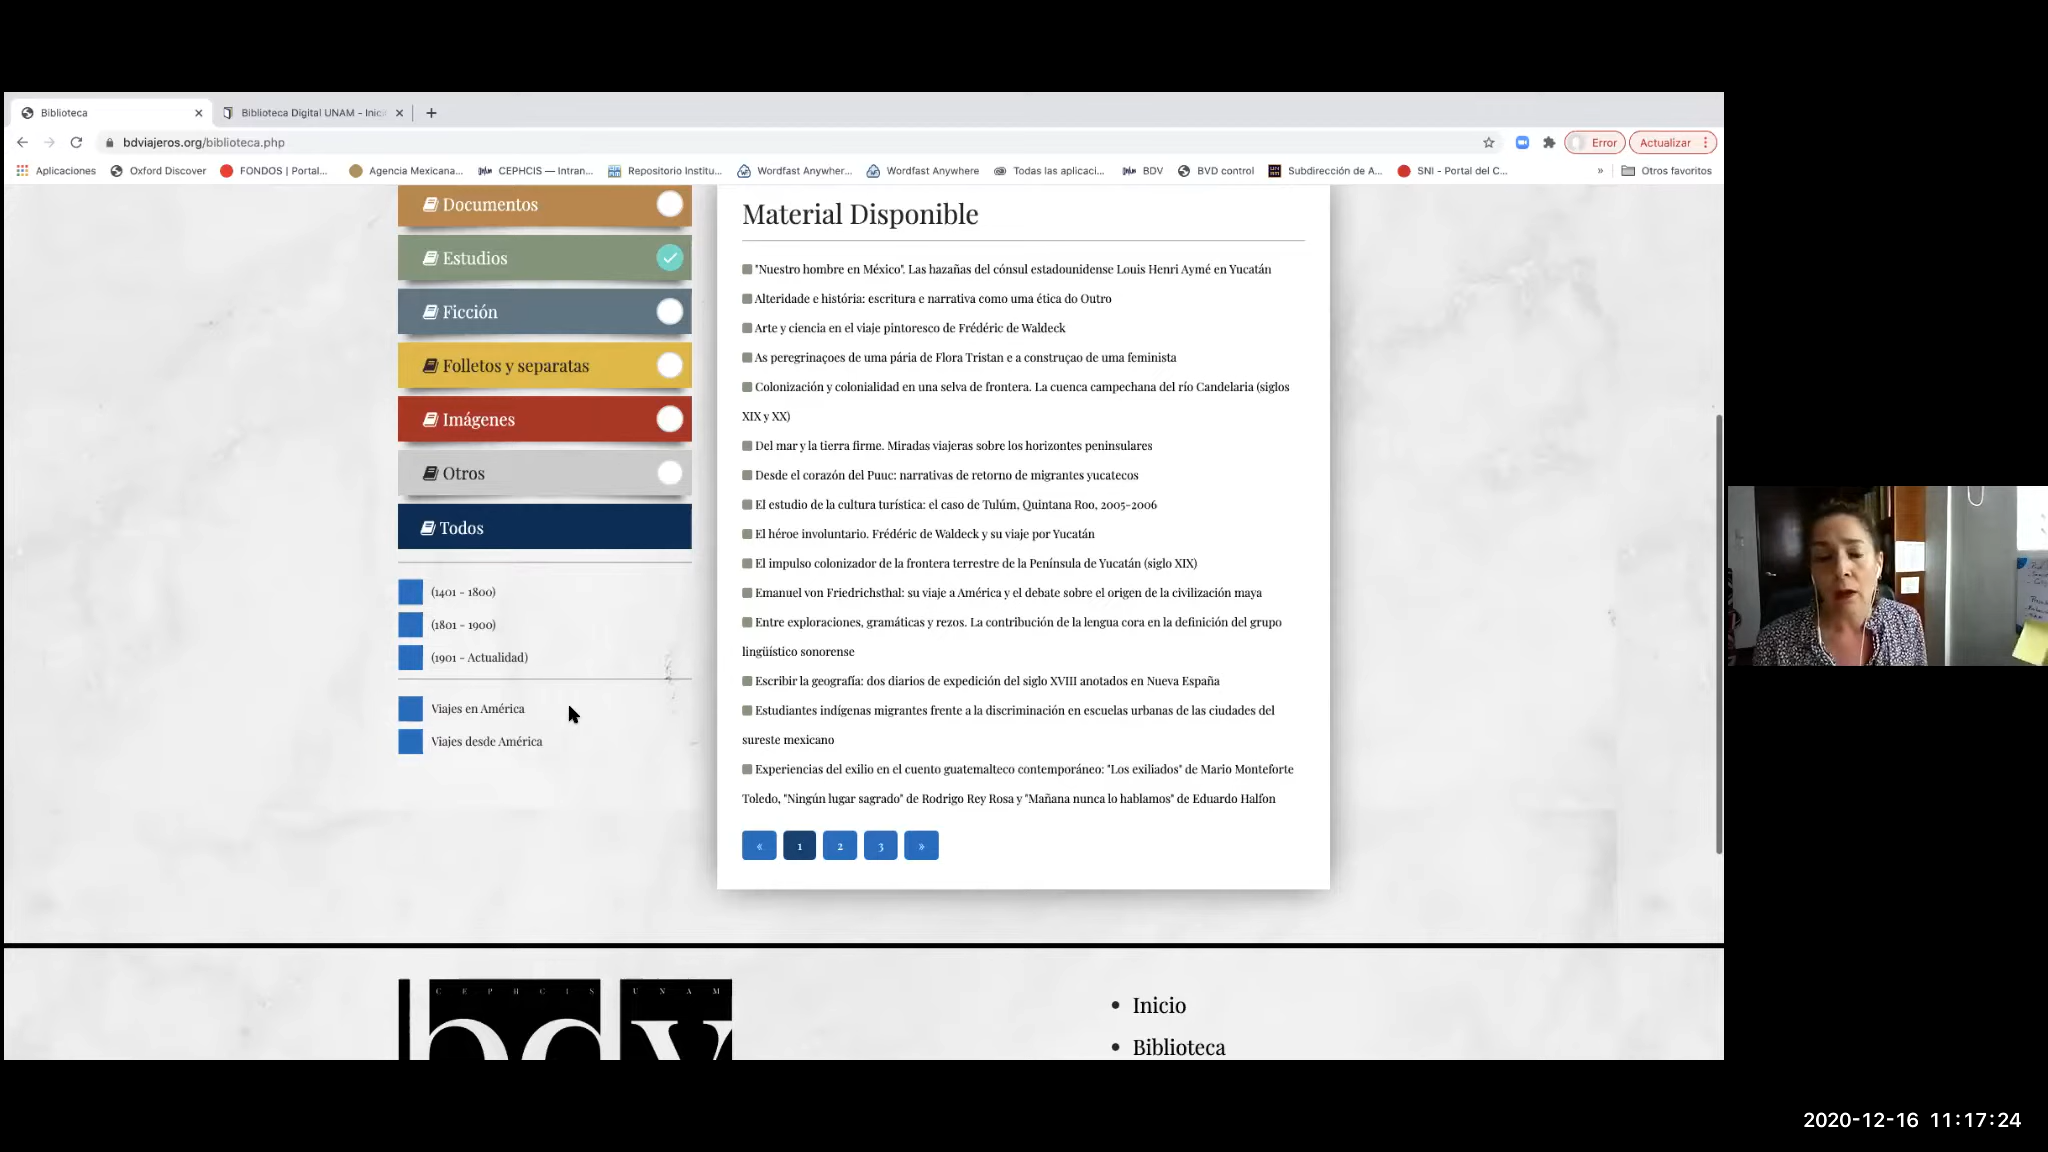 Biblioteca
Biblioteca Digital UNAM - Inici
bdviajeros.org/biblioteca.php
Error
Actualizar
Aplicaciones
Oxford Discover
FONDOS | Portal...
Agencia Mexicana...
CEPHCIS — Intran...
Repositorio Institu...
Wordfast Anywher...
Wordfast Anywhere
Todas las aplicaci...
BDV
BVD control
Subdirección de A...
SNI - Portal del C...
»
Otros favoritos
Documentos
Estudios
Ficción
Folletos y separatas
Imágenes
Otros
Todos
(1401 - 1800)
(1801 - 1900)
(1901 - Actualidad)
Viajes en América
Viajes desde América
Material Disponible
"Nuestro hombre en México". Las hazañas del cónsul estadounidense Louis Henri Aymé en Yucatán
Alteridade e história: escritura e narrativa como uma ética do Outro
Arte y ciencia en el viaje pintoresco de Frédéric de Waldeck
As peregrinaçoes de uma pária de Flora Tristan e a construçao de uma feminista
Colonización y colonialidad en una selva de frontera. La cuenca campechana del río Candelaria (siglos
XIX y XX)
Del mar y la tierra firme. Miradas viajeras sobre los horizontes peninsulares
Desde el corazón del Puuc: narrativas de retorno de migrantes yucatecos
El estudio de la cultura turística: el caso de Tulúm, Quintana Roo, 2005-2006
El héroe involuntario. Frédéric de Waldeck y su viaje por Yucatán
El impulso colonizador de la frontera terrestre de la Península de Yucatán (siglo XIX)
Emanuel von Friedrichsthal: su viaje a América y el debate sobre el origen de la civilización maya
Entre exploraciones, gramáticas y rezos. La contribución de la lengua cora en la definición del grupo
lingüístico sonorense
Escribir la geografía: dos diarios de expedición del siglo XVIII anotados en Nueva España
Estudiantes indígenas migrantes frente a la discriminación en escuelas urbanas de las ciudades del
sureste mexicano
Experiencias del exilio en el cuento guatemalteco contemporáneo: "Los exiliados" de Mario Monteforte
Toledo, "Ningún lugar sagrado" de Rodrigo Rey Rosa y "Mañana nunca lo hablamos" de Eduardo Halfon
« 1 2 3 »
CEPHCIS UNAM
bdv
Inicio
Biblioteca
2020-12-16 11:17:24